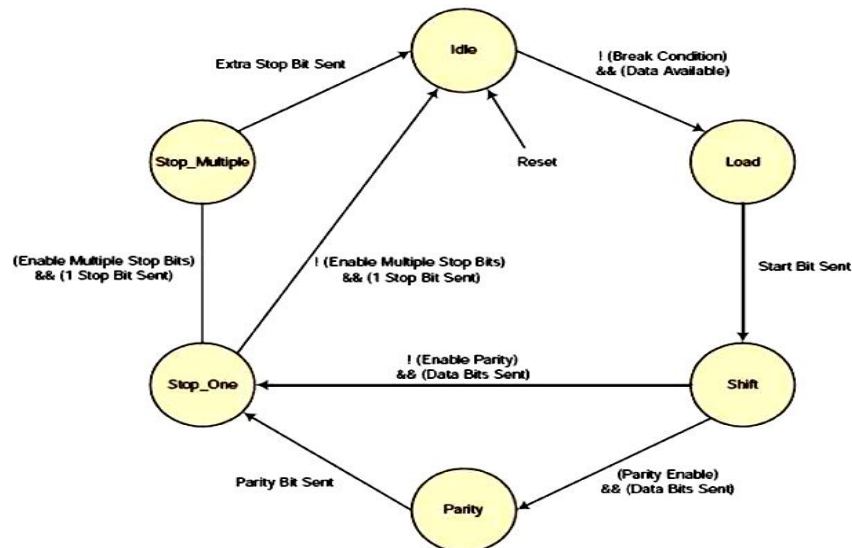 Idle
Extra Stop Bit Sent
! (Break Condition)
&& (Data Available)
Stop_Multiple
Reset
Load
(Enable Multiple Stop Bits)
&& (1 Stop Bit Sent)
! (Enable Multiple Stop Bits)
&& (1 Stop Bit Sent)
Start Bit Sent
! (Enable Parity)
&& (Data Bits Sent)
Stop_One
Shift
Parity Bit Sent
(Parity Enable)
&& (Data Bits Sent)
Parity